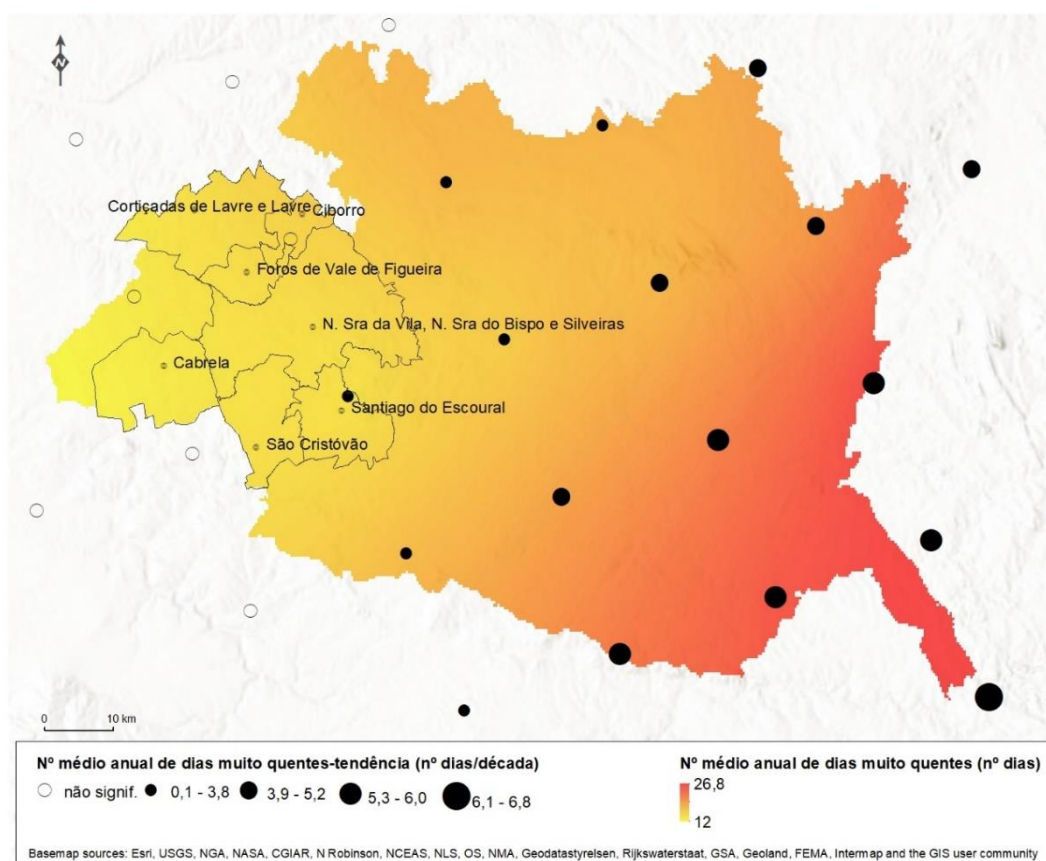 N
Cortiçadas de Lavre e Lavre
Ciborro
Foros de Vale de Figueira
N. Sra da Vila, N. Sra do Bispo e Silveiras
Cabrela
Santiago do Escoural
São Cristóvão
0 10 km
Nº médio anual de dias muito quentes-tendência (nº dias/década)
não signif. 0,1 - 3,8 3,9 - 5,2 5,3 - 6,0 6,1 - 6,8
Nº médio anual de dias muito quentes (nº dias)
26,8
12
Basemap sources: Esri, USGS, NGA, NASA, CGIAR, N Robinson, NCEAS, NLS, OS, NMA, Geodatastyrelsen, Rijkswaterstaat, GSA, Geoland, FEMA, Intermap and the GIS user community